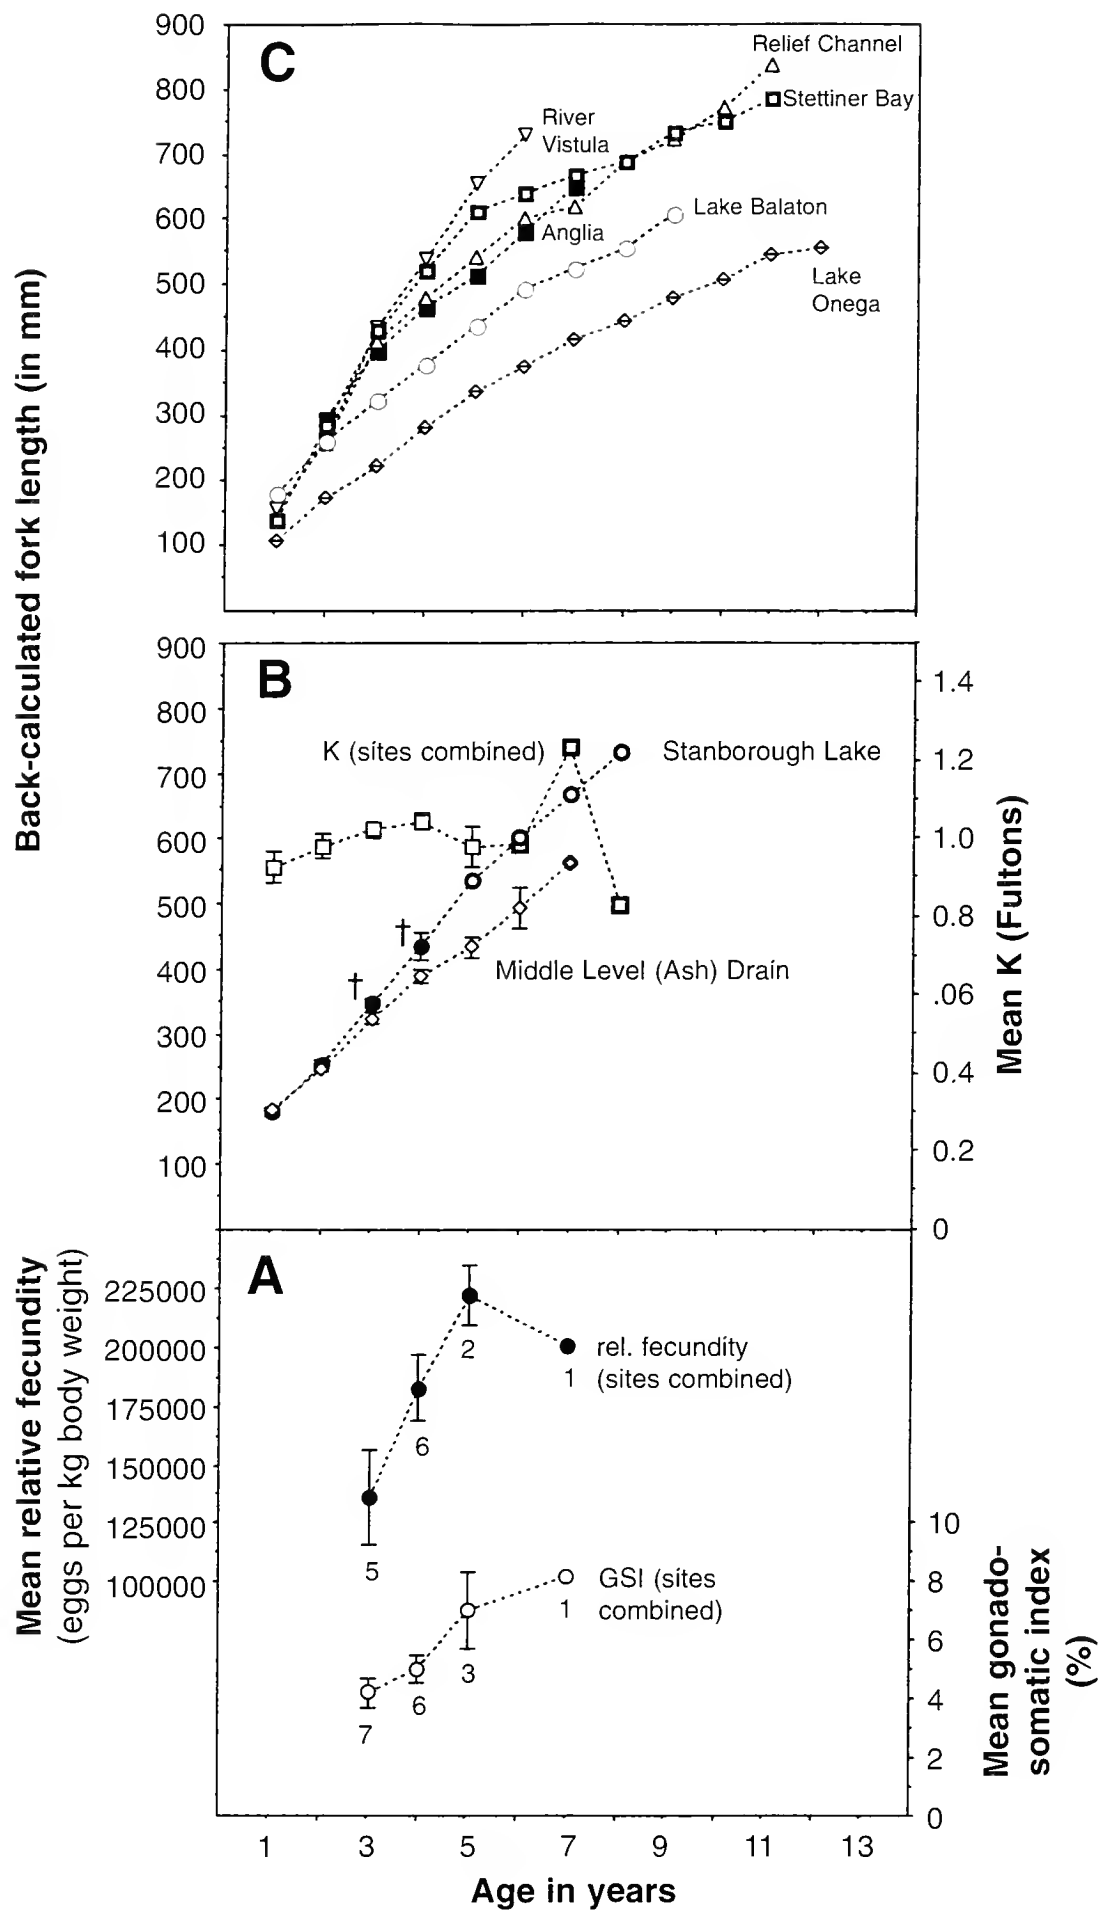 Back-calculated fork length (in mm)
900
800
700
600
500
400
300
200
100
C
Relief Channel
Stettiner Bay
River
Vistula
Anglia
Lake Balaton
Lake
Onega
900
800
700
600
500
400
300
200
100
B
K (sites combined)
Stanborough Lake
†
†
Middle Level (Ash) Drain
1.4
1.2
1.0
0.8
.06
0.4
0.2
0
Mean K (Fultons)
Mean relative fecundity
(eggs per kg body weight)
225000
200000
175000
150000
125000
100000
A
2
rel. fecundity
1 (sites combined)
6
5
GSI (sites
1 combined)
3
6
7
10
8
6
4
2
0
Mean gonado-
somatic index
(%)
1 3 5 7 9 11 13
Age in years